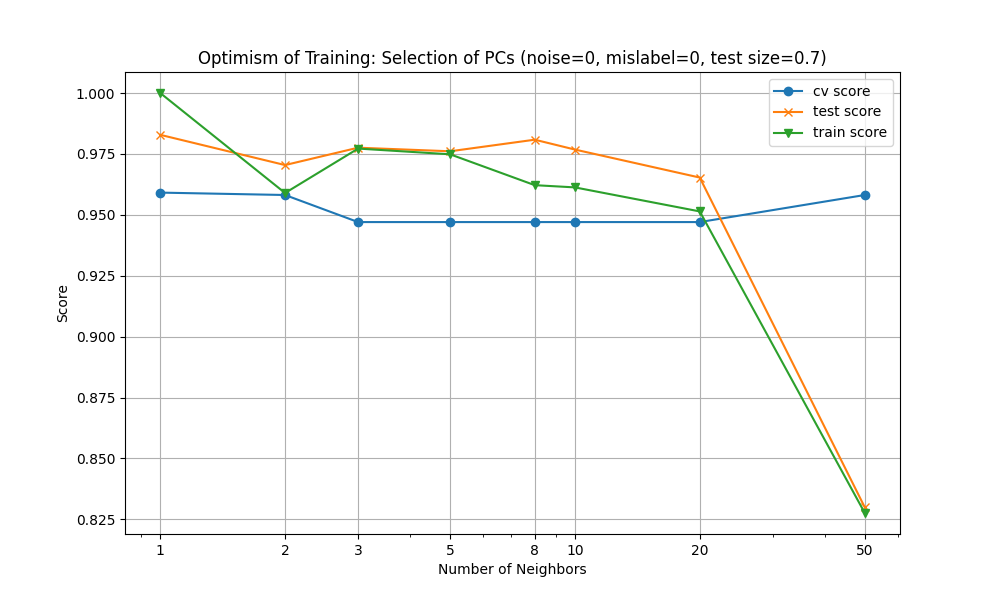 Optimism of Training: Selection of PCs (noise=0, mislabel=0, test size=0.7)
cv score
test score
train score
1.000
0.975
0.950
0.925
0.900
0.875
0.850
0.825
Score
1 2 3 5 8 10 20 50
Number of Neighbors